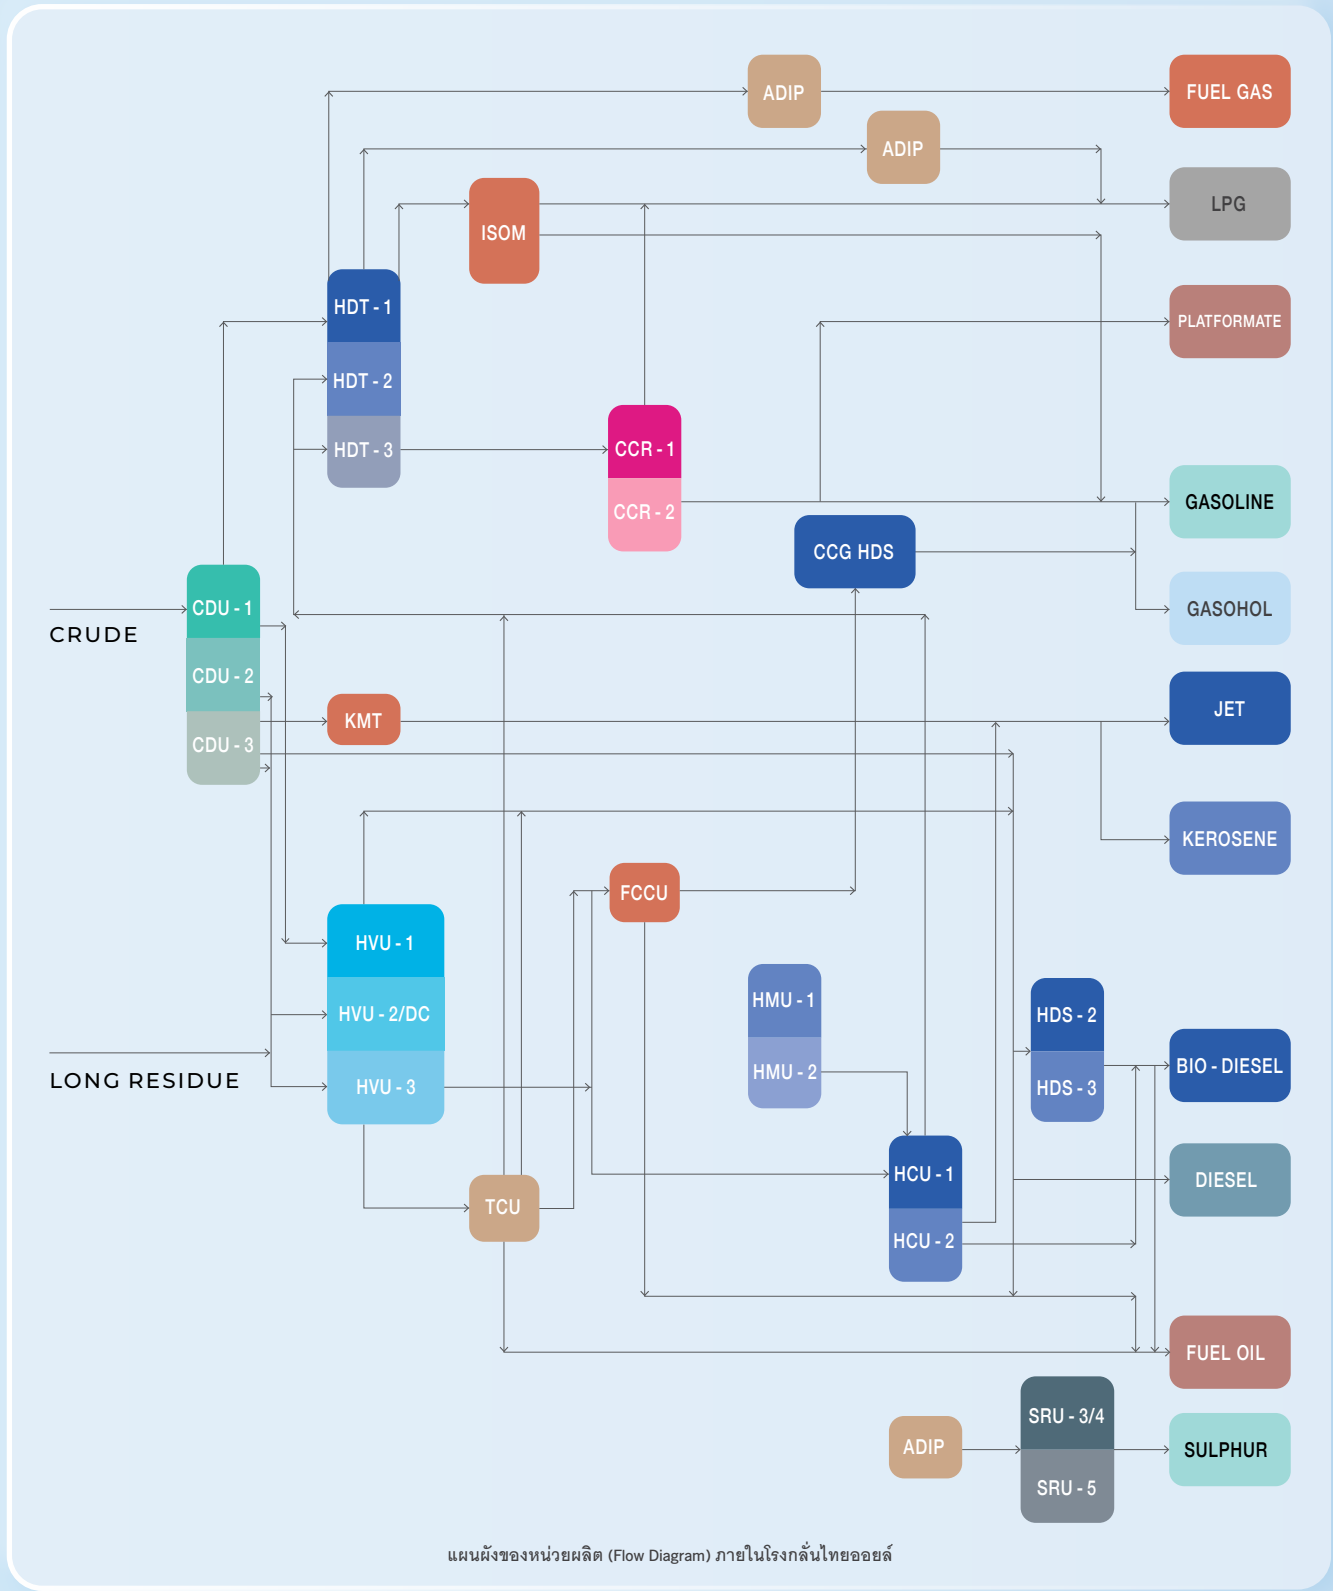 ADIP
FUEL GAS
ADIP
LPG
ISOM
HDT - 1
PLATFORMATE
HDT - 2
HDT - 3
CCR - 1
CCR - 2
GASOLINE
CCG HDS
CDU - 1
GASOHOL
CRUDE
CDU - 2
KMT
JET
CDU - 3
KEROSENE
FCCU
HVU - 1
HMU - 1
HVU - 2/DC
HDS - 2
LONG RESIDUE
HVU - 3
HMU - 2
HDS - 3
BIO - DIESEL
HCU - 1
DIESEL
TCU
HCU - 2
FUEL OIL
SRU - 3/4
ADIP
SULPHUR
SRU - 5
แผนผังของหน่วยผลิต (Flow Diagram) ภายในโรงกลั่นไทยออยล์